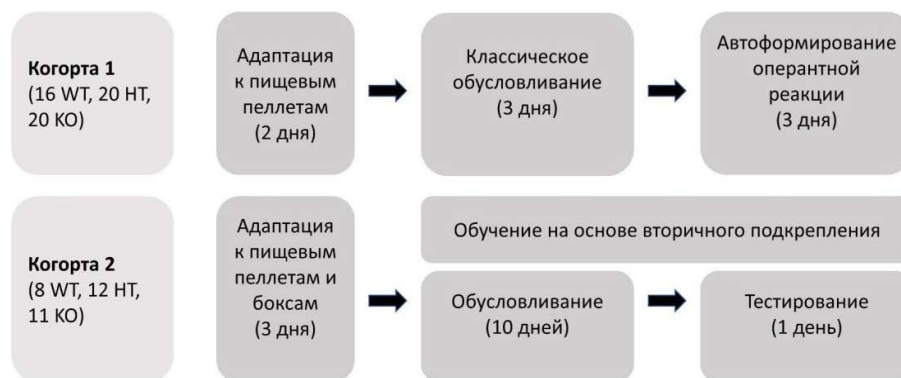 Когорта 1
(16 WT, 20 HT,
20 KO)
Адаптация
к пищевым
пеллетам
(2 дня)
Классическое
обусловливание
(3 дня)
Автоформирование
оперантной
реакции
(3 дня)
Когорта 2
(8 WT, 12 HT,
11 KO)
Адаптация
к пищевым
пеллетам и
боксам
(3 дня)
Обучение на основе вторичного подкрепления
Обусловливание
(10 дней)
Тестирование
(1 день)